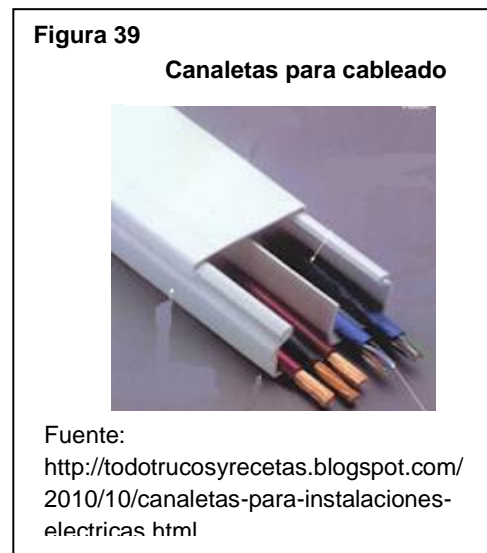 Figura 39
Canaletas para cableado
Fuente:
http://todotrucosyrecetas.blogspot.com/
2010/10/canaletas-para-instalaciones-
electricas.html